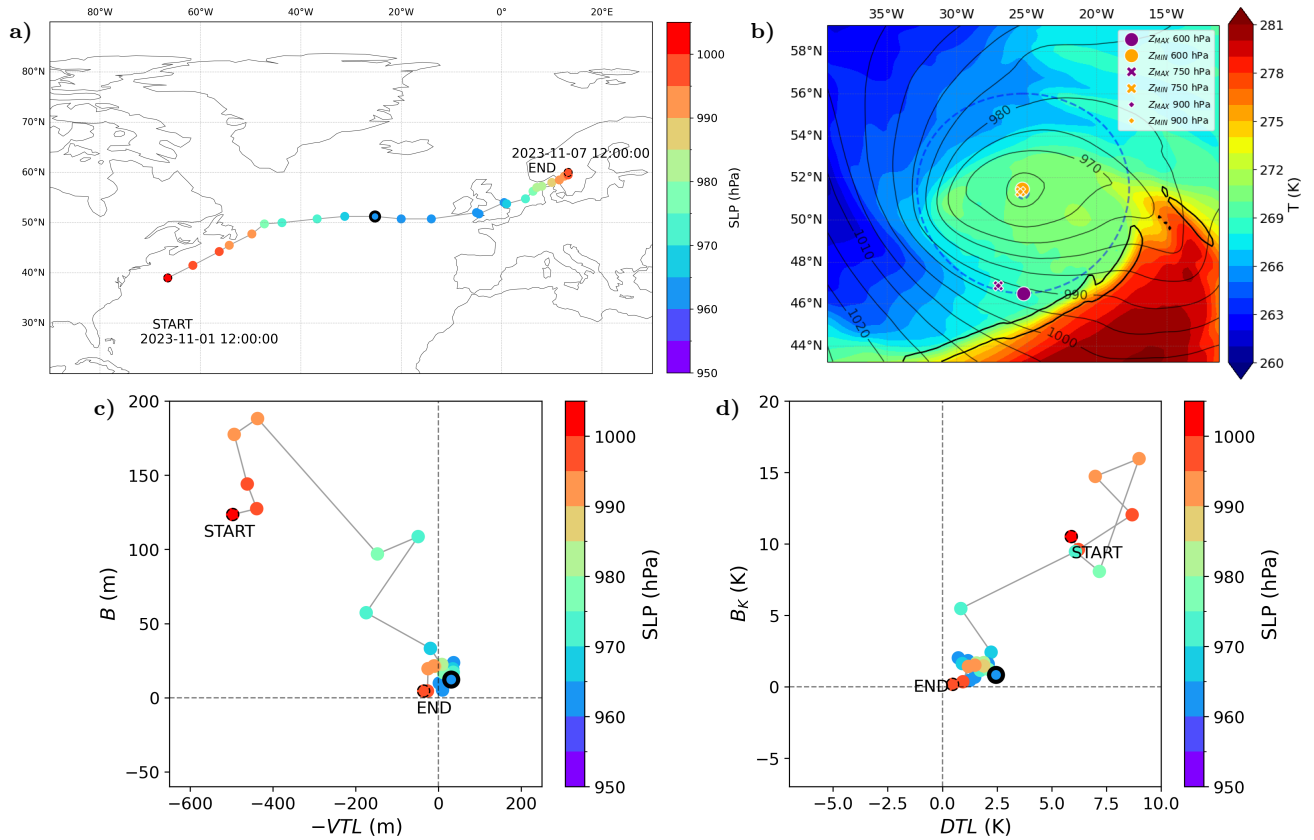 a)
80°W 60°W 40°W 20°W 0° 20°E
80°N
70°N
60°N
50°N
40°N
30°N
2023-11-07 12:00:00
END
START
2023-11-01 12:00:00
1000
990
980
970
960
950
SLP (hPa)
b)
35°W 30°W 25°W 20°W 15°W
58°N
56°N
54°N
52°N
50°N
48°N
46°N
44°N
Z_MAX 600 hPa
Z_MIN 600 hPa
Z_MAX 750 hPa
Z_MIN 750 hPa
Z_MAX 900 hPa
Z_MIN 900 hPa
980
970
1010
990
1020
1000
281
278
275
272
269
266
263
260
T (K)
c)
200
150
100
50
0
−50
B (m)
START
END
−600 −400 −200 0 200
−VTL (m)
1000
990
980
970
960
950
SLP (hPa)
d)
20
15
10
5
0
−5
B_K (K)
START
END
−5.0 −2.5 0.0 2.5 5.0 7.5 10.0
DTL (K)
1000
990
980
970
960
950
SLP (hPa)